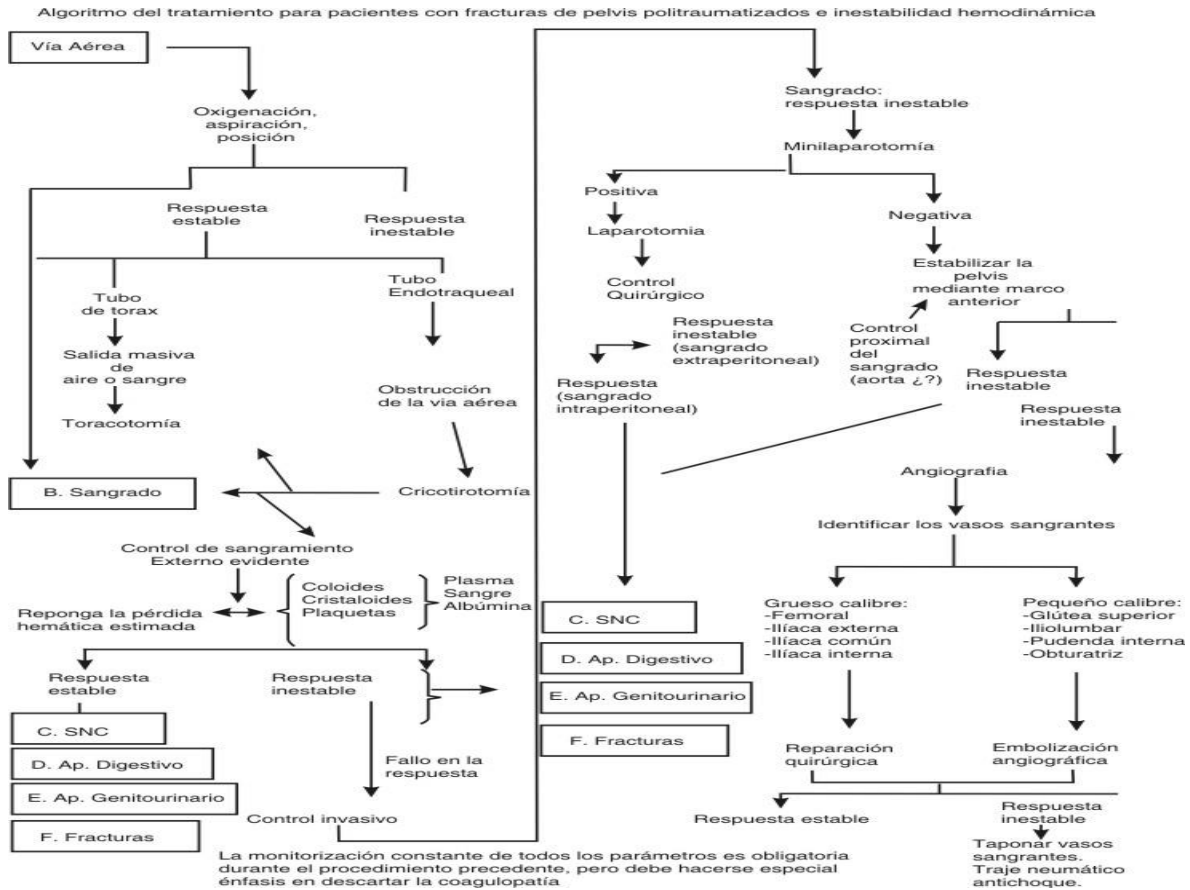 Algoritmo del tratamiento para pacientes con fracturas de pelvis politraumatizados e inestabilidad hemodinámica
Vía Aérea
Oxigenación,
aspiración,
posición
Respuesta
estable
Respuesta
inestable
Tubo
de torax
Tubo
Endotraqueal
Salida masiva
de
aire o sangre
Toracotomía
Obstrucción
de la via aérea
B. Sangrado
Cricotirotomía
Control de sangramiento
Externo evidente
Reponga la pérdida
hemática estimada
Coloides
Cristaloides
Plaquetas
Plasma
Sangre
Albúmina
Respuesta
estable
Respuesta
inestable
C. SNC
D. Ap. Digestivo
E. Ap. Genitourinario
F. Fracturas
Fallo en la
respuesta
Control invasivo
Sangrado:
respuesta inestable
Minilaparotomía
Positiva
Laparotomia
Control
Quirúrgico
Negativa
Estabilizar la
pelvis
mediante marco
anterior
Respuesta
inestable
(sangrado
extraperitoneal)
Control
proximal
del
sangrado
(aorta ¿?)
Respuesta
(sangrado
intraperitoneal)
Respuesta
inestable
Respuesta
inestable
Angiografia
Identificar los vasos sangrantes
C. SNC
D. Ap. Digestivo
E. Ap. Genitourinario
F. Fracturas
Grueso calibre:
-Femoral
-Ilíaca externa
-Ilíaca común
-Ilíaca interna
Pequeño calibre:
-Glútea superior
-Iliolumbar
-Pudenda interna
-Obturatriz
Reparación
quirúrgica
Embolización
angiográfica
Respuesta estable
Respuesta
inestable
Taponar vasos
sangrantes.
Traje neumático
antichoque.
La monitorización constante de todos los parámetros es obligatoria
durante el procedimiento precedente, pero debe hacerse especial
énfasis en descartar la coagulopatía